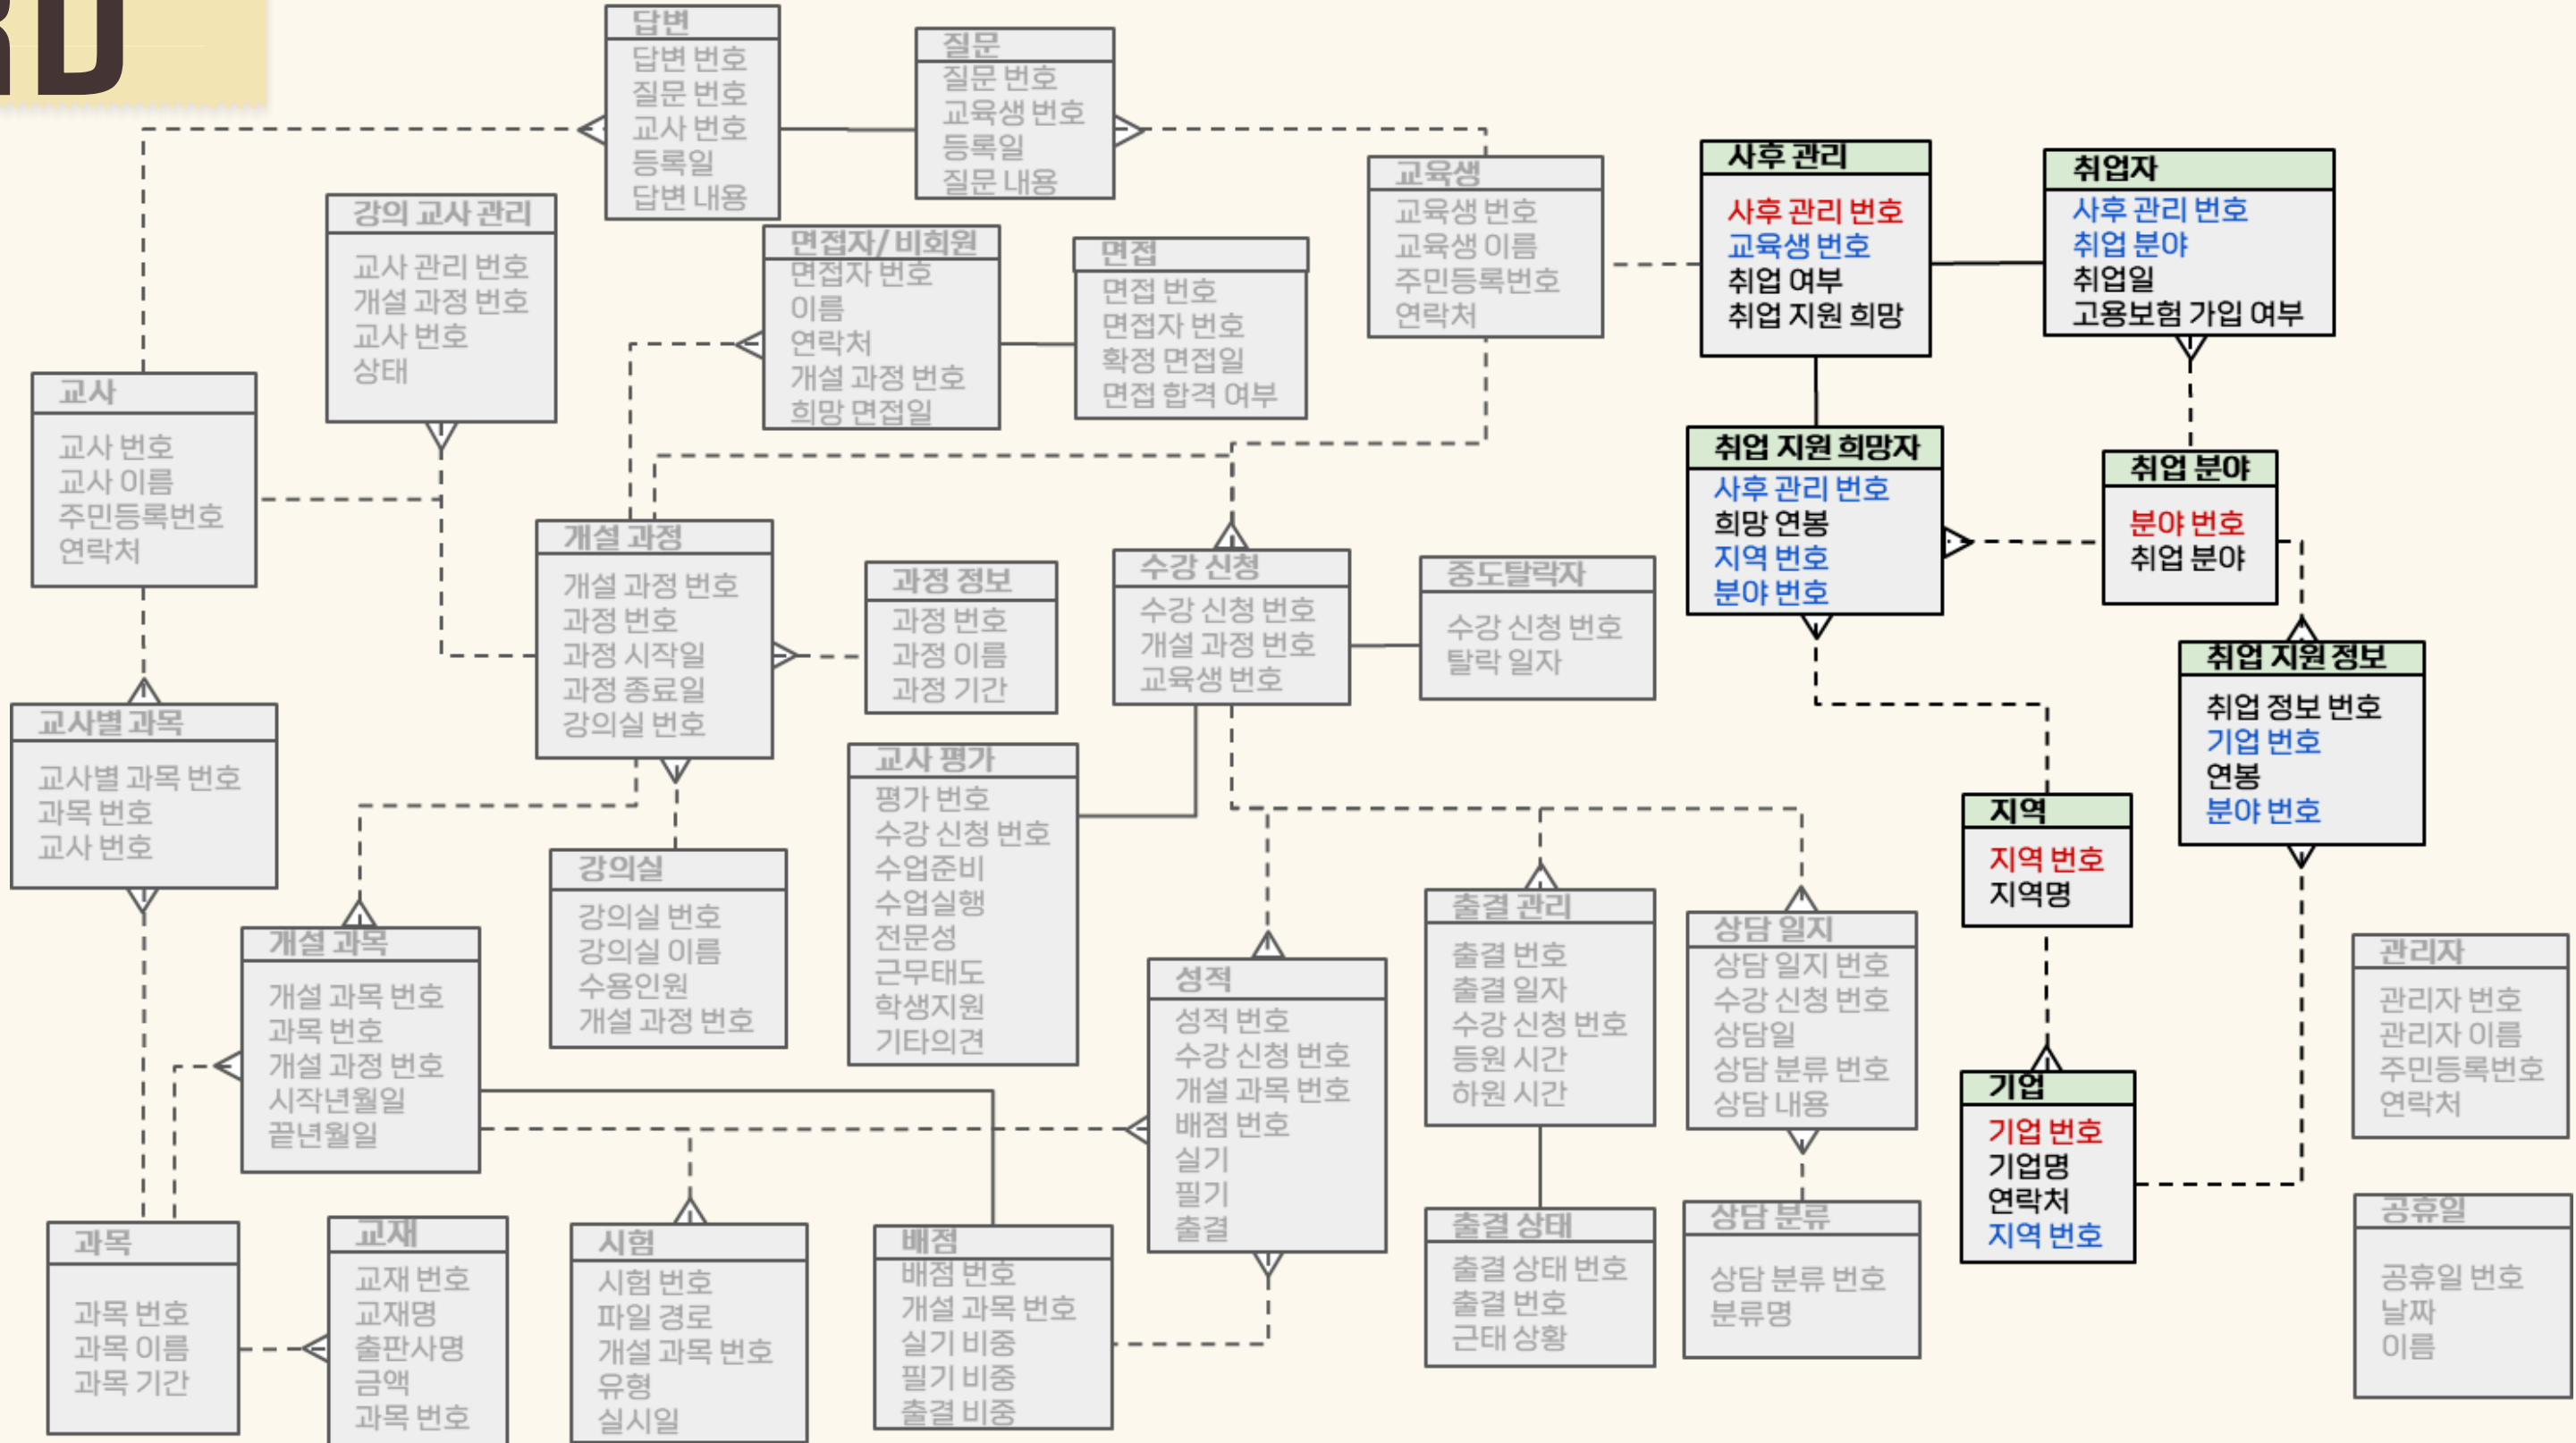 RD
답변
답변 번호
질문 번호
교사 번호
등록일
답변 내용
질문
질문 번호
교육생 번호
등록일
질문 내용
교육생
교육생 번호
교육생 이름
주민등록번호
연락처
사후 관리
사후 관리 번호
교육생 번호
취업 여부
취업 지원 희망
취업자
사후 관리 번호
취업 분야
취업일
고용보험 가입 여부
강의 교사 관리
교사 관리 번호
개설 과정 번호
교사 번호
상태
면접자/ 비회원
면접자 번호
이름
연락처
개설 과정 번호
희망 면접일
면접
면접 번호
면접자 번호
확정 면접일
면접 합격 여부
교사
교사 번호
교사 이름
주민등록번호
연락처
취업 지원 희망자
사후 관리 번호
희망 연봉
지역 번호
분야 번호
취업 분야
분야 번호
취업 분야
개설 과정
개설 과정 번호
과정 번호
과정 시작일
과정 종료일
강의실 번호
과정 정보
과정 번호
과정 이름
과정 기간
수강 신청
수강 신청 번호
개설 과정 번호
교육생 번호
중도탈락자
수강 신청 번호
탈락 일자
취업 지원 정보
취업 정보 번호
기업 번호
연봉
분야 번호
교사별 과목
교사별 과목 번호
과목 번호
교사 번호
교사 평가
평가 번호
수강 신청 번호
수업준비
수업실행
전문성
근무태도
학생지원
기타의견
지역
지역 번호
지역명
강의실
강의실 번호
강의실 이름
수용인원
개설 과정 번호
출결 관리
출결 번호
출결 일자
수강 신청 번호
등원 시간
하원 시간
상담 일지
상담 일지 번호
수강 신청 번호
상담일
상담 분류 번호
상담 내용
개설 과목
개설 과목 번호
과목 번호
개설 과정 번호
시작년월일
끝년월일
성적
성적 번호
수강 신청 번호
개설 과목 번호
배점 번호
실기
필기
출결
관리자
관리자 번호
관리자 이름
주민등록번호
연락처
기업
기업 번호
기업명
연락처
지역 번호
과목
과목 번호
과목 이름
과목 기간
교재
교재 번호
교재명
출판사명
금액
과목 번호
시험
시험 번호
파일 경로
개설 과목 번호
유형
실시일
배점
배점 번호
개설 과목 번호
실기 비중
필기 비중
출결 비중
출결 상태
출결 상태 번호
출결 번호
근태 상황
상담 분류
상담 분류 번호
분류명
공휴일
공휴일 번호
날짜
이름